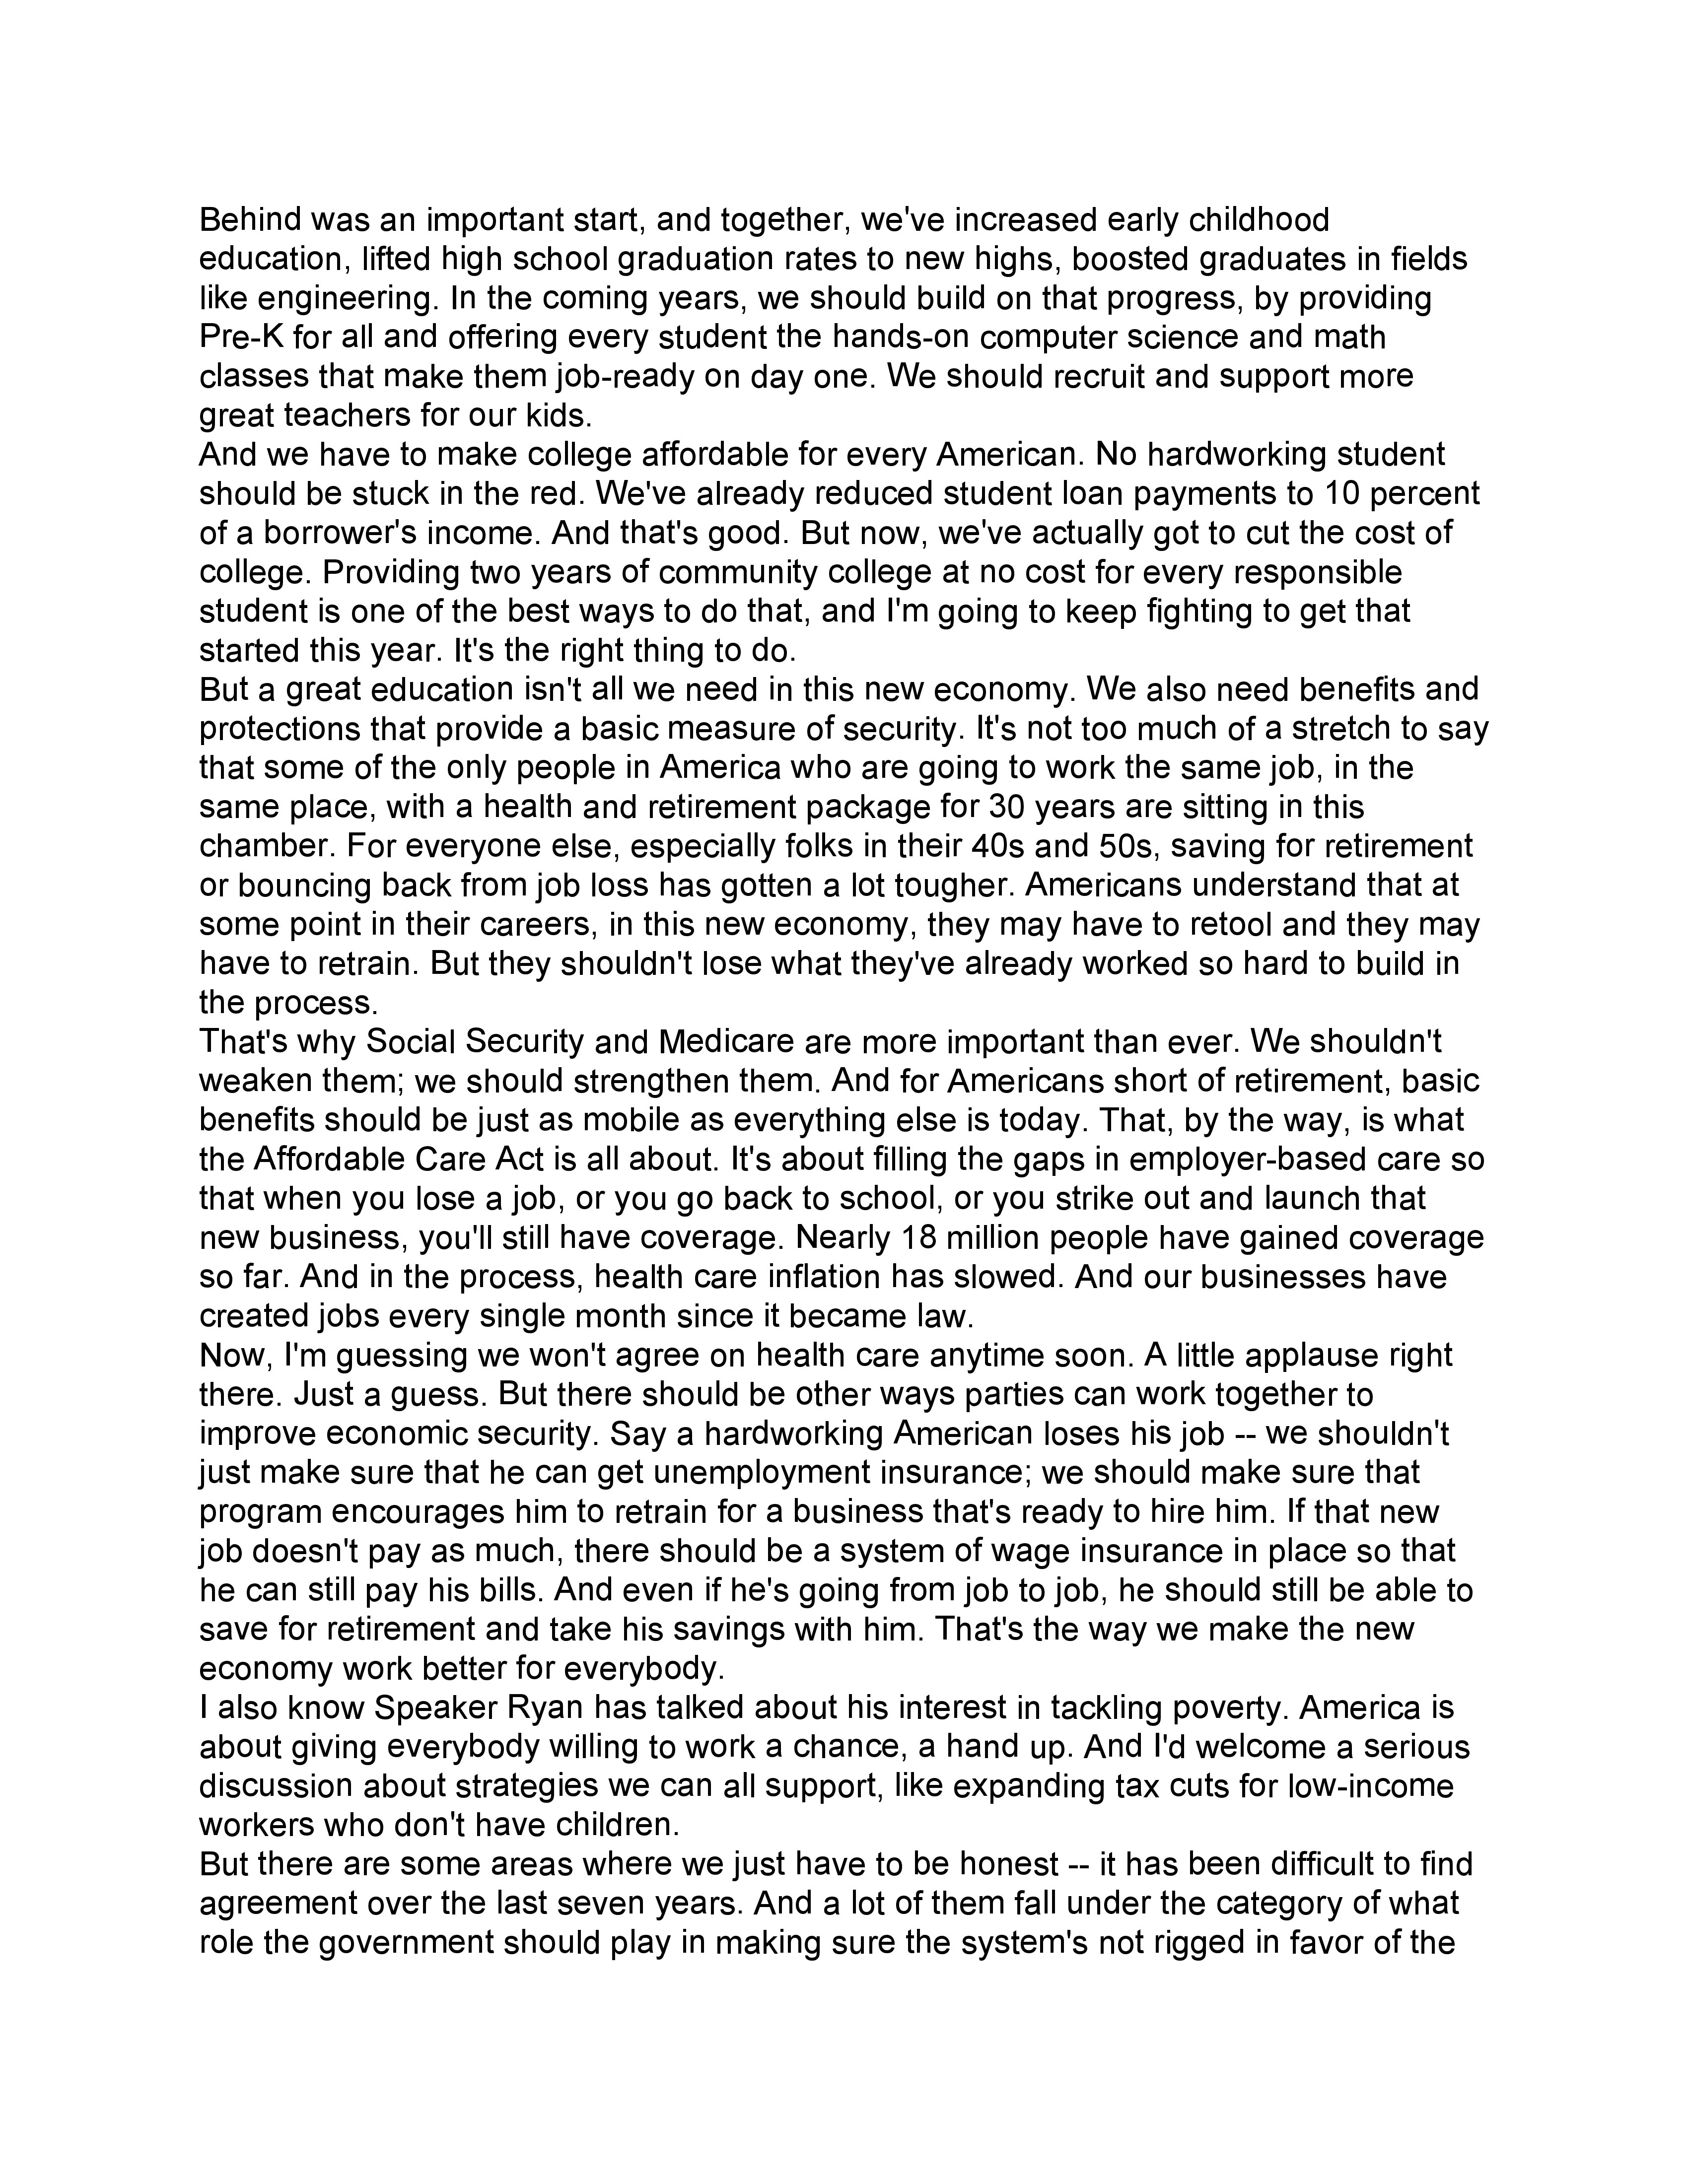 Behind was an important start, and together, we've increased early childhood
education, lifted high school graduation rates to new highs, boosted graduates in fields
like engineering. In the coming years, we should build on that progress, by providing
Pre-K for all and offering every student the hands-on computer science and math
classes that make them job-ready on day one. We should recruit and support more
great teachers for our kids.
And we have to make college affordable for every American. No hardworking student
should be stuck in the red. We've already reduced student loan payments to 10 percent
of a borrower's income. And that's good. But now, we've actually got to cut the cost of
college. Providing two years of community college at no cost for every responsible
student is one of the best ways to do that, and I'm going to keep fighting to get that
started this year. It's the right thing to do.
But a great education isn't all we need in this new economy. We also need benefits and
protections that provide a basic measure of security. It's not too much of a stretch to say
that some of the only people in America who are going to work the same job, in the
same place, with a health and retirement package for 30 years are sitting in this
chamber. For everyone else, especially folks in their 40s and 50s, saving for retirement
or bouncing back from job loss has gotten a lot tougher. Americans understand that at
some point in their careers, in this new economy, they may have to retool and they may
have to retrain. But they shouldn't lose what they've already worked so hard to build in
the process.
That's why Social Security and Medicare are more important than ever. We shouldn't
weaken them; we should strengthen them. And for Americans short of retirement, basic
benefits should be just as mobile as everything else is today. That, by the way, is what
the Affordable Care Act is all about. It's about filling the gaps in employer-based care so
that when you lose a job, or you go back to school, or you strike out and launch that
new business, you'll still have coverage. Nearly 18 million people have gained coverage
so far. And in the process, health care inflation has slowed. And our businesses have
created jobs every single month since it became law.
Now, I'm guessing we won't agree on health care anytime soon. A little applause right
there. Just a guess. But there should be other ways parties can work together to
improve economic security. Say a hardworking American loses his job -- we shouldn't
just make sure that he can get unemployment insurance; we should make sure that
program encourages him to retrain for a business that's ready to hire him. If that new
job doesn't pay as much, there should be a system of wage insurance in place so that
he can still pay his bills. And even if he's going from job to job, he should still be able to
save for retirement and take his savings with him. That's the way we make the new
economy work better for everybody.
I also know Speaker Ryan has talked about his interest in tackling poverty. America is
about giving everybody willing to work a chance, a hand up. And I'd welcome a serious
discussion about strategies we can all support, like expanding tax cuts for low-income
workers who don't have children.
But there are some areas where we just have to be honest -- it has been difficult to find
agreement over the last seven years. And a lot of them fall under the category of what
role the government should play in making sure the system's not rigged in favor of the